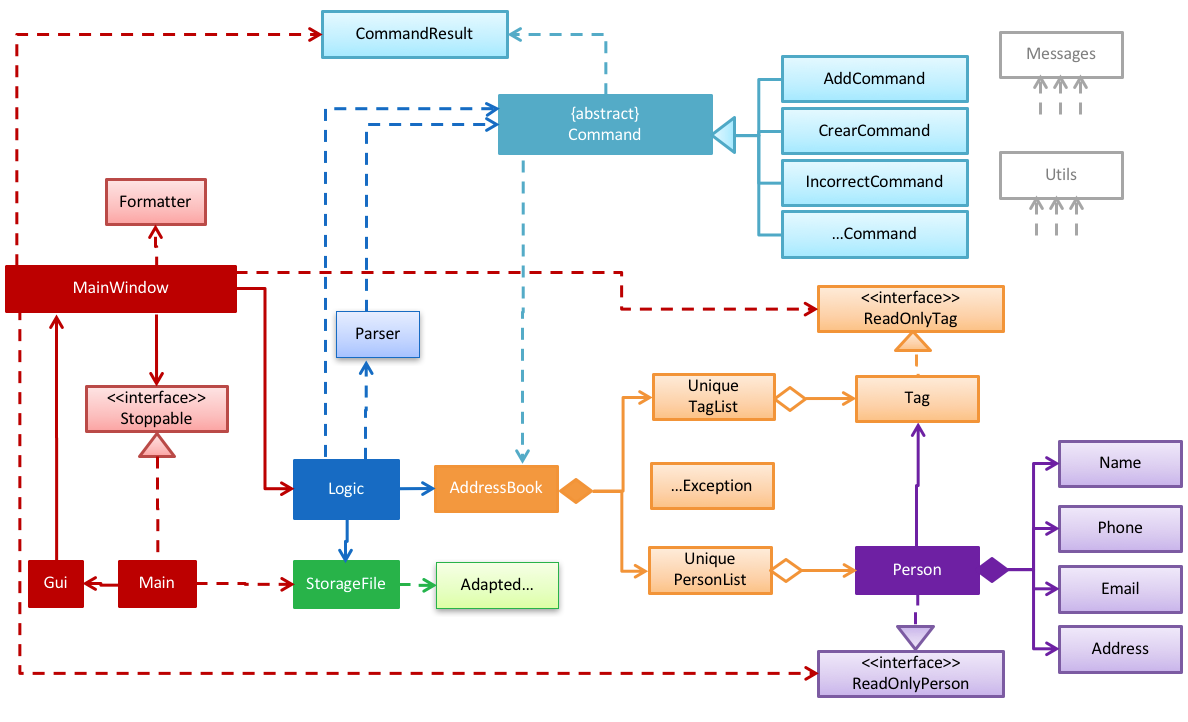 CommandResult
Messages
{abstract}
Command
AddCommand
CrearCommand
IncorrectCommand
...Command
Utils
Formatter
MainWindow
<<interface>>
ReadOnlyTag
Parser
<<interface>>
Stoppable
Unique
TagList
Tag
Logic
AddressBook
...Exception
Name
Phone
Gui
Main
StorageFile
Adapted...
Unique
PersonList
Person
Email
Address
<<interface>>
ReadOnlyPerson